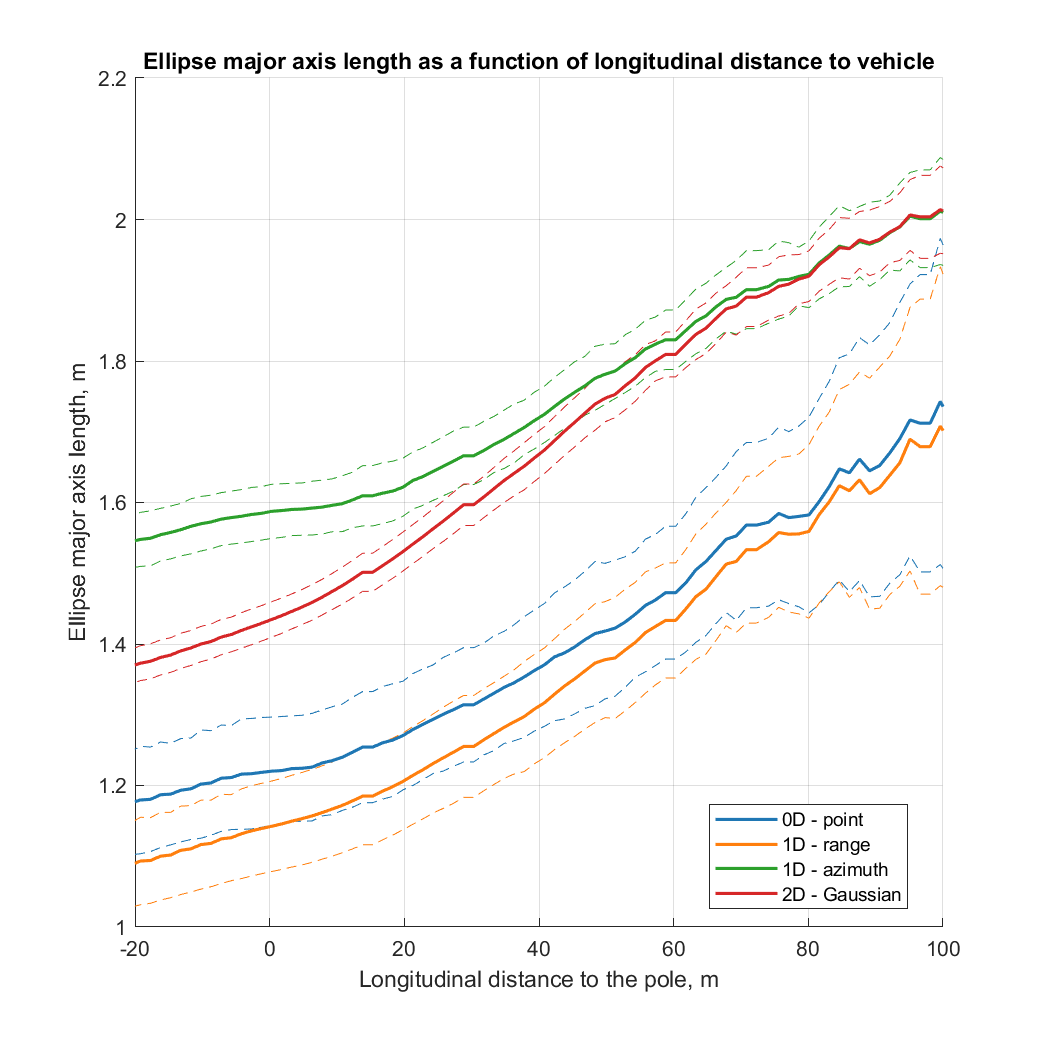 Ellipse major axis length as a function of longitudinal distance to vehicle
2.2
2
1.8
1.6
1.4
1.2
1
Ellipse major axis length, m
-20
0
20
40
60
80
100
Longitudinal distance to the pole, m
0D - point
1D - range
1D - azimuth
2D - Gaussian